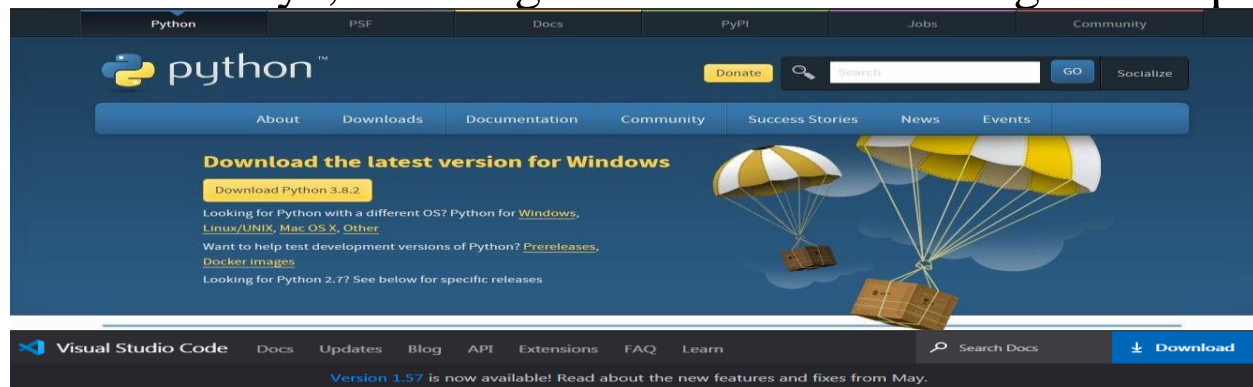 Python PSF Docs PyPI Jobs Community
python™
Donate Search GO Socialize
About Downloads Documentation Community Success Stories News Events
Download the latest version for Windows
Download Python 3.8.2
Looking for Python with a different OS? Python for Windows,
Linux/UNIX, Mac OS X, Other
Want to help test development versions of Python? Prereleases,
Docker images
Looking for Python 2.7? See below for specific releases
Visual Studio Code Docs Updates Blog API Extensions FAQ Learn Search Docs Download
Version 1.57 is now available! Read about the new features and fixes from May.